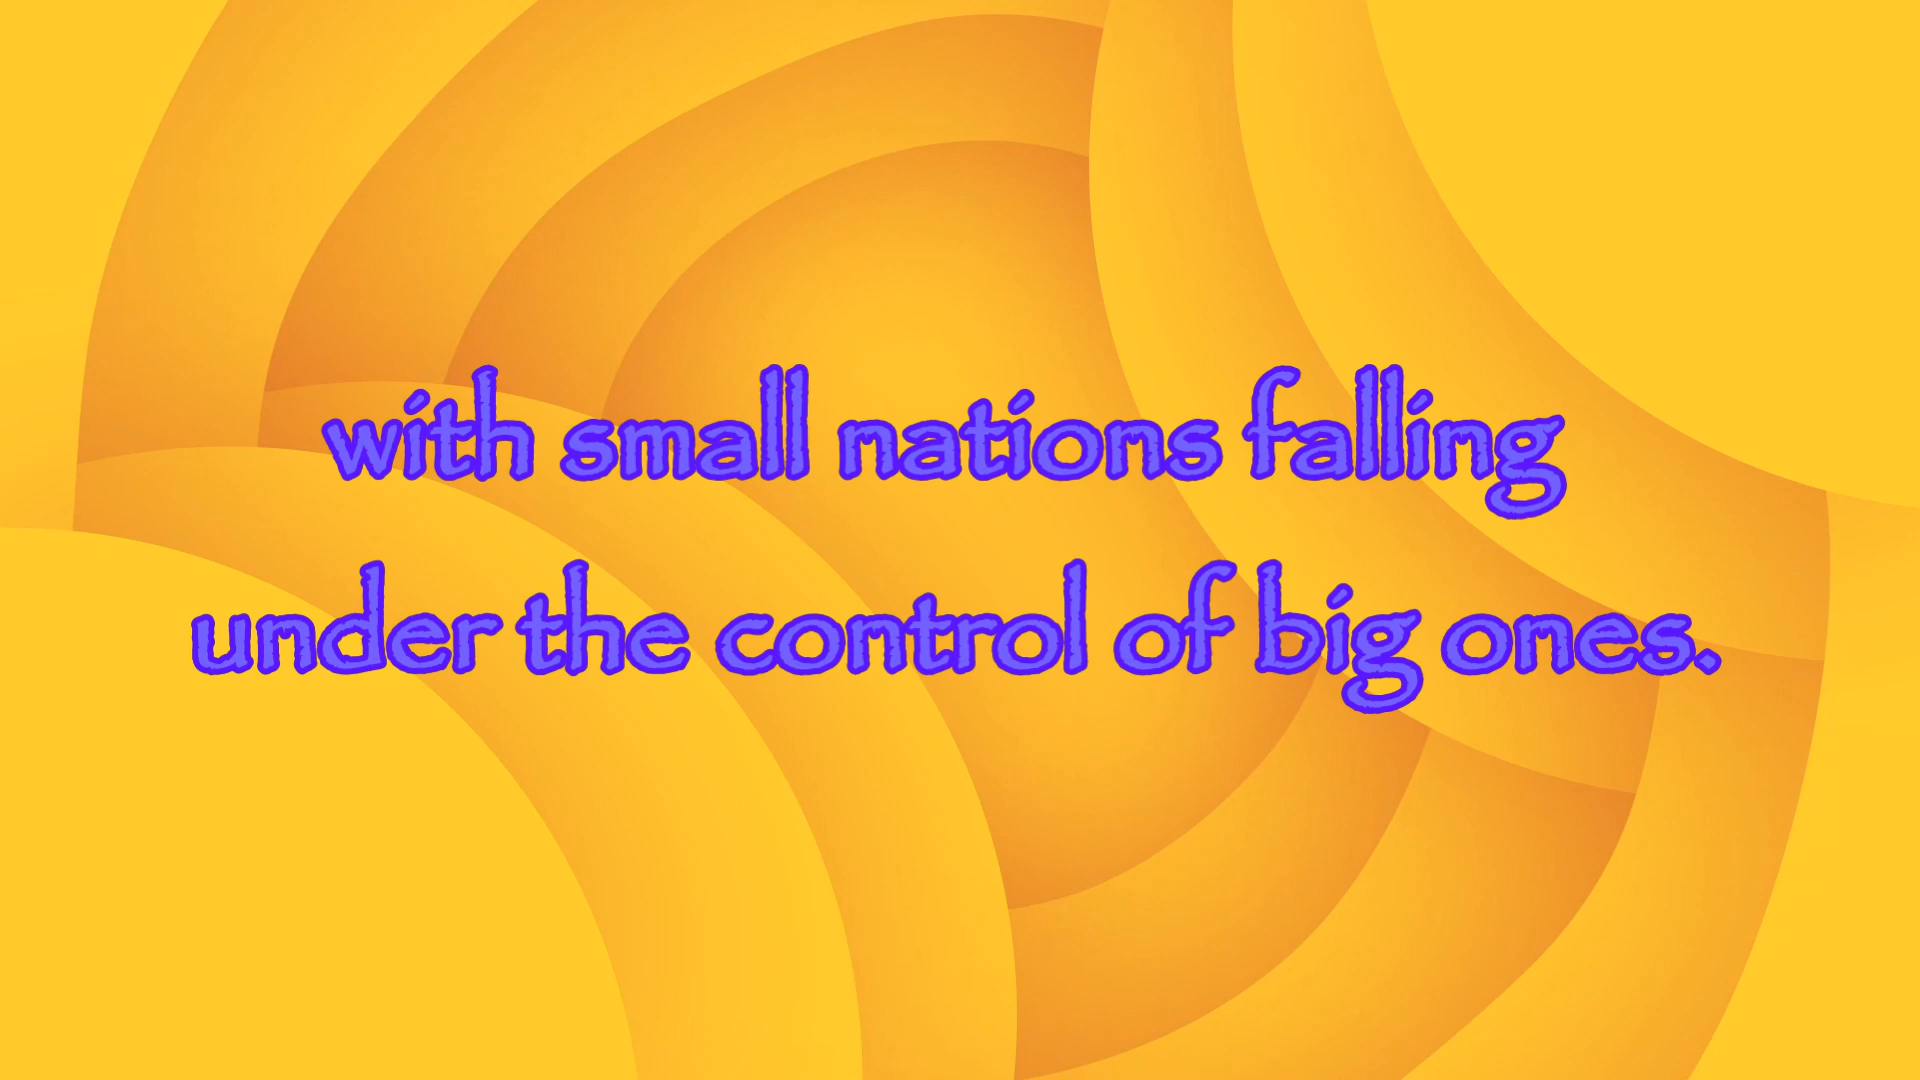 with small nations falling
under the control of big ones.